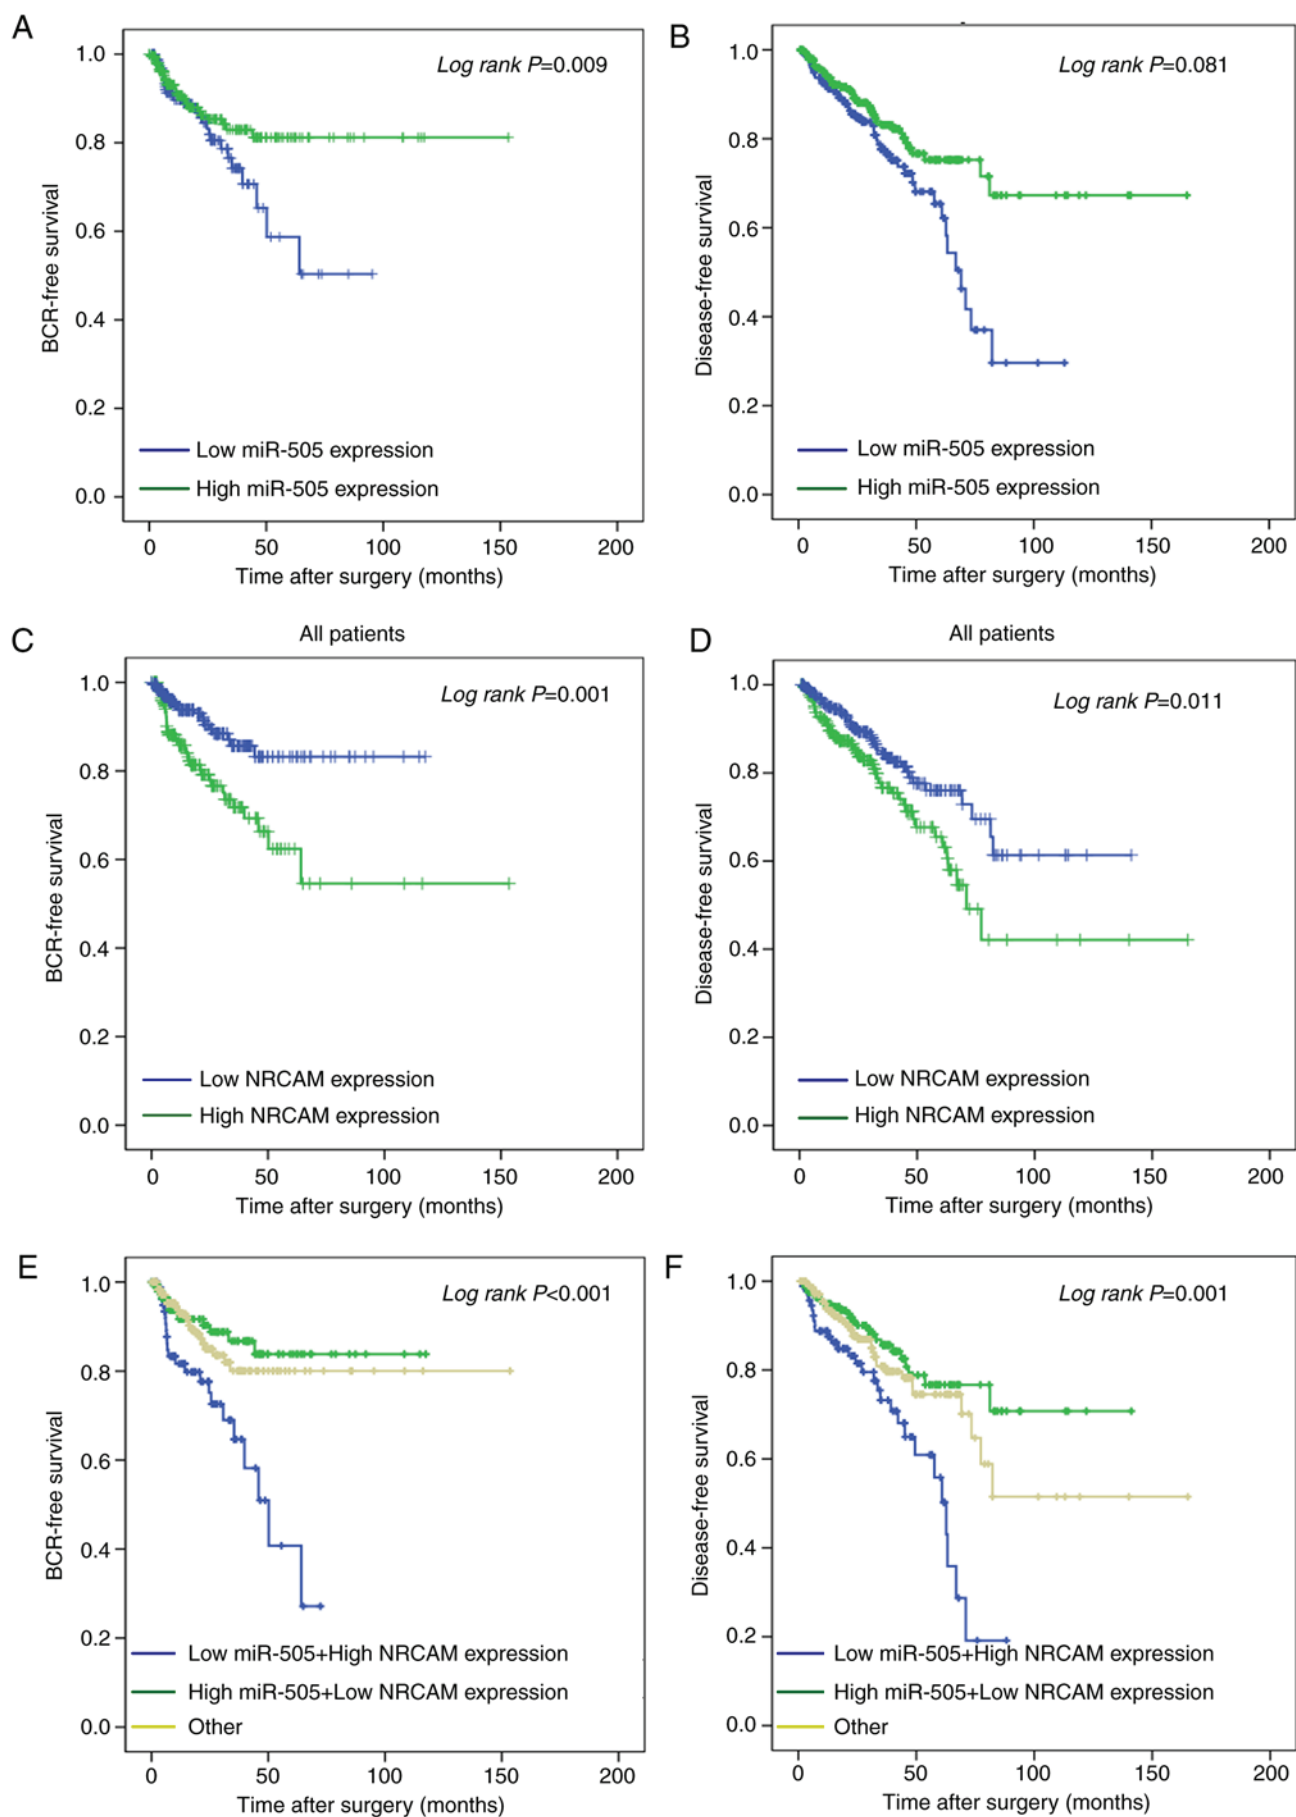 A
Log rank P=0.009
BCR-free survival
1.0
0.8
0.6
0.4
0.2
0.0
Low miR-505 expression
High miR-505 expression
0 50 100 150 200
Time after surgery (months)
B
Log rank P=0.081
Disease-free survival
1.0
0.8
0.6
0.4
0.2
0.0
Low miR-505 expression
High miR-505 expression
0 50 100 150 200
Time after surgery (months)
C
All patients
Log rank P=0.001
BCR-free survival
1.0
0.8
0.6
0.4
0.2
0.0
Low NRCAM expression
High NRCAM expression
0 50 100 150 200
Time after surgery (months)
D
All patients
Log rank P=0.011
Disease-free survival
1.0
0.8
0.6
0.4
0.2
0.0
Low NRCAM expression
High NRCAM expression
0 50 100 150 200
Time after surgery (months)
E
Log rank P<0.001
BCR-free survival
1.0
0.8
0.6
0.4
0.2
0.0
Low miR-505+High NRCAM expression
High miR-505+Low NRCAM expression
Other
0 50 100 150 200
Time after surgery (months)
F
Log rank P=0.001
Disease-free survival
1.0
0.8
0.6
0.4
0.2
0.0
Low miR-505+High NRCAM expression
High miR-505+Low NRCAM expression
Other
0 50 100 150 200
Time after surgery (months)